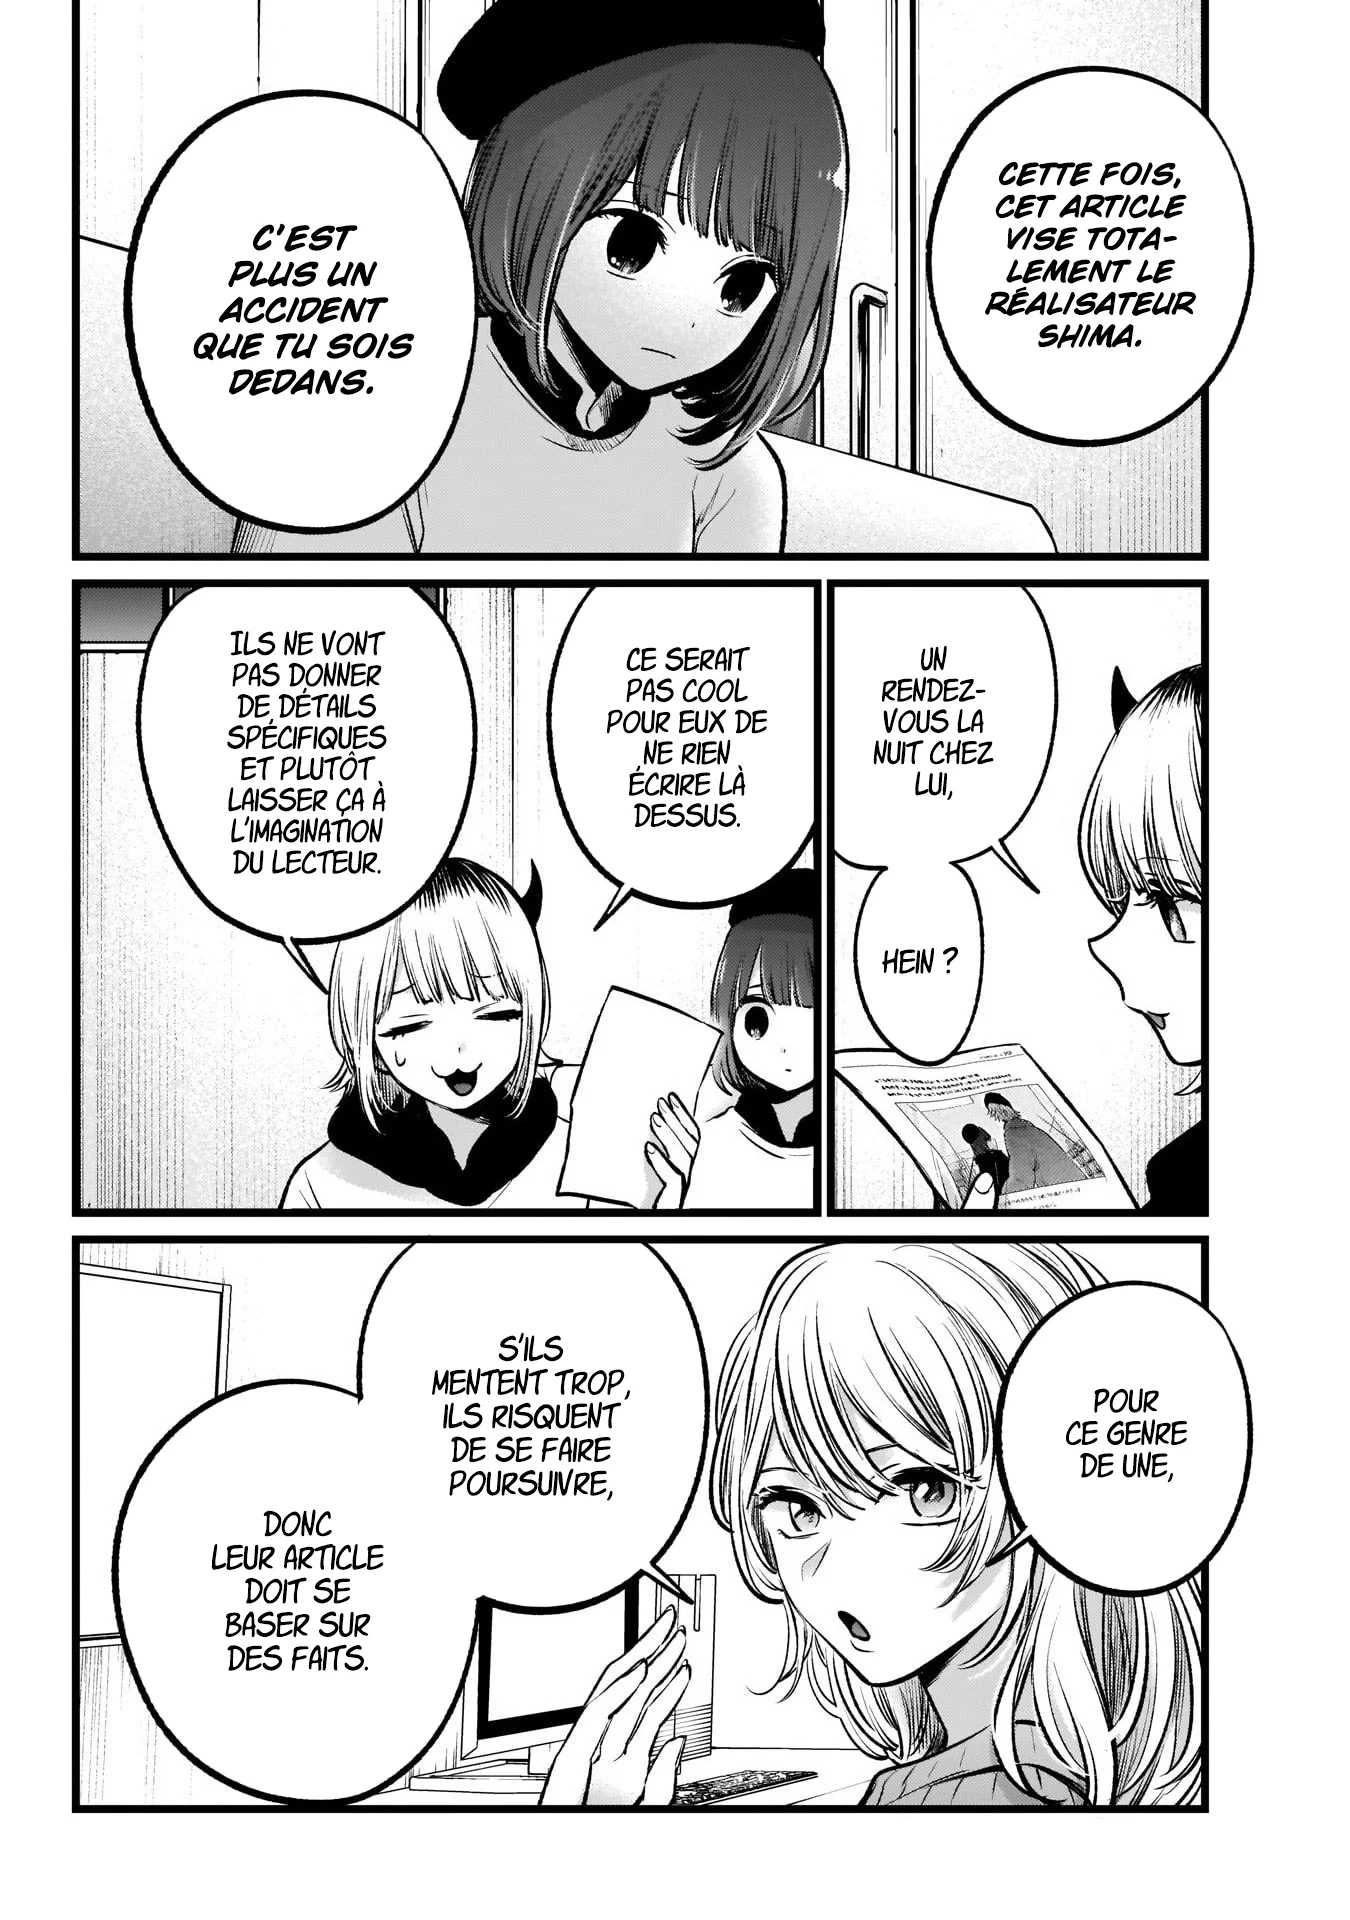 CETTE FOIS,
CET ARTICLE
VISE TOTA-
LEMENT LE
RÉALISATEUR
SHIMA.
C'EST
PLUS UN
ACCIDENT
QUE TU SOIS
DEDANS.
UN
RENDEZ-
VOUS LA
NUIT CHEZ
LUI,
HEIN ?
CE SERAIT
PAS COOL
POUR EUX DE
NE RIEN
ÉCRIRE LÀ
DESSUS.
ILS NE VONT
PAS DONNER
DE DÉTAILS
SPÉCIFIQUES
ET PLUTÔT
LAISSER ÇA À
L'IMAGINATION
DU LECTEUR.
POUR
CE GENRE
DE UNE,
S'ILS
MENTENT TROP,
ILS RISQUENT
DE SE FAIRE
POURSUIVRE,
DONC
LEUR ARTICLE
DOIT SE
BASER SUR
DES FAITS.